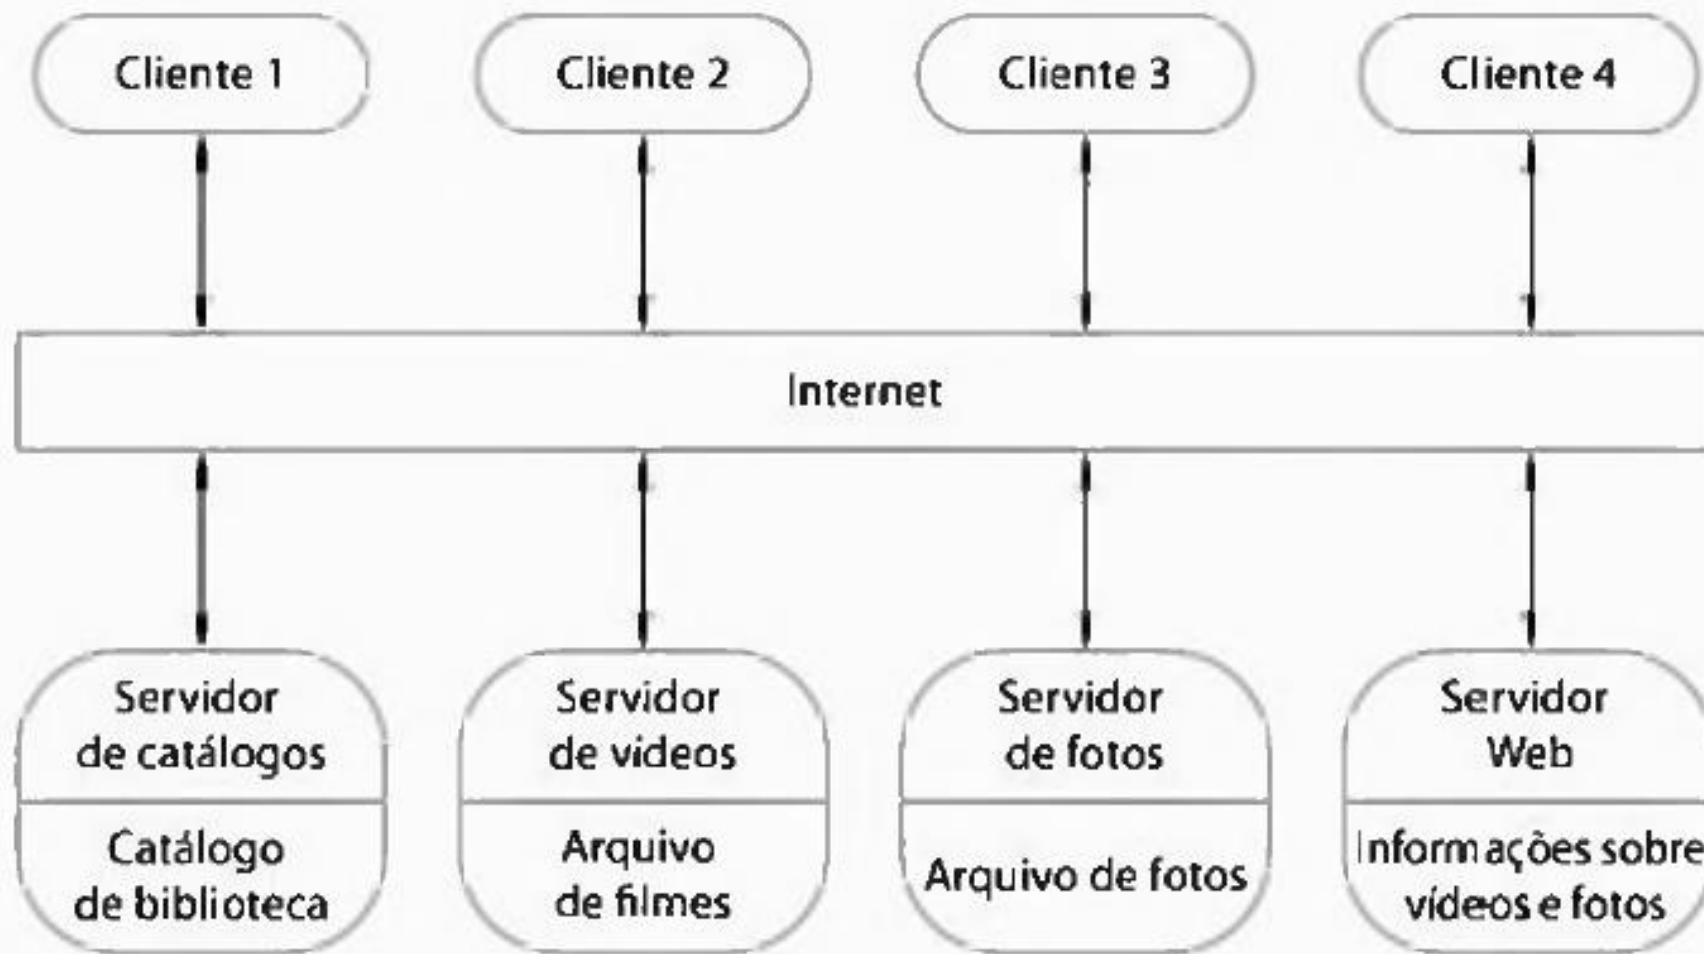 Cliente 1
Cliente 2
Cliente 3
Cliente 4
Internet
Servidor
de catálogos
Catálogo
de biblioteca
Servidor
de vídeos
Arquivo
de filmes
Servidor
de fotos
Arquivo de fotos
Servidor
Web
Informações sobre
vídeos e fotos